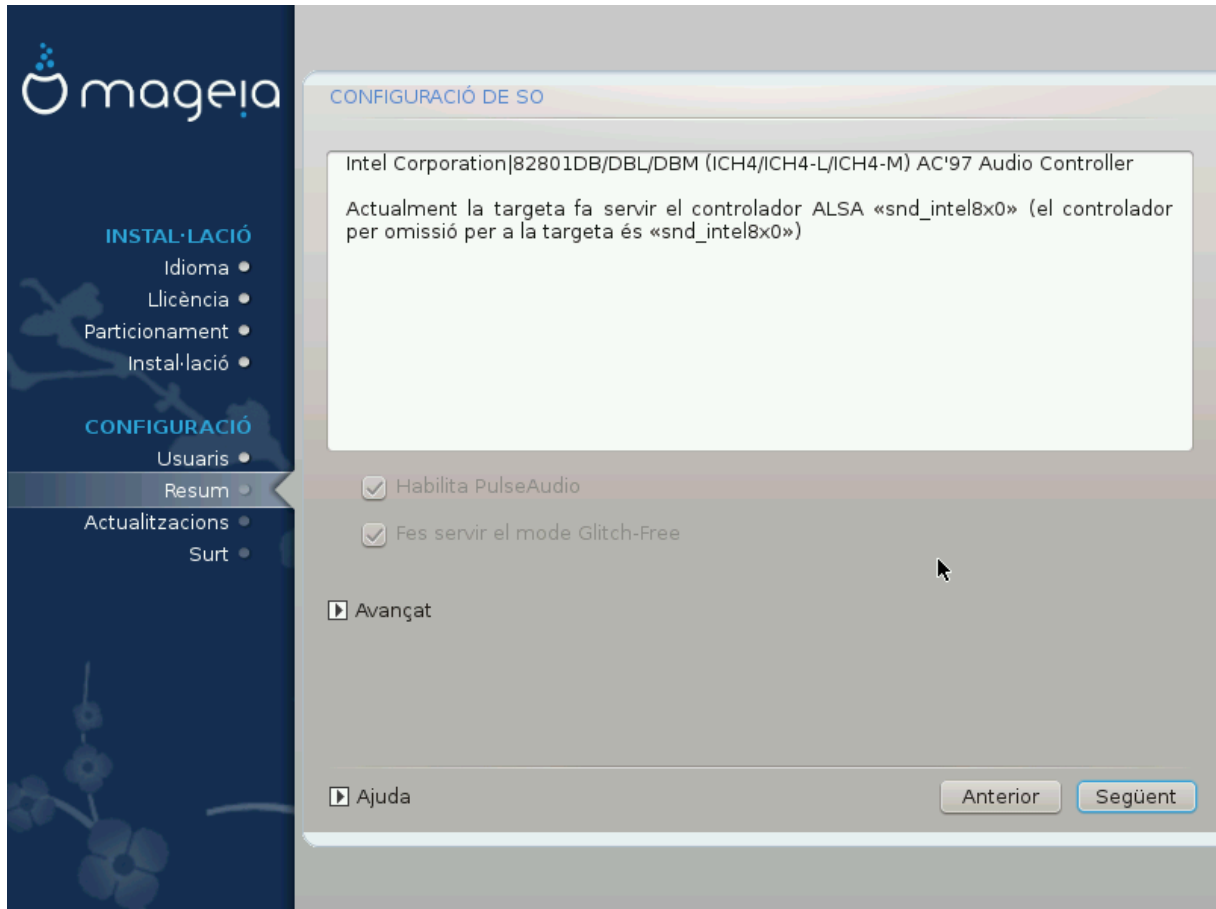 mageia
INSTAL·LACIÓ
Idioma
Llicència
Particionament
Instal·lació
CONFIGURACIÓ
Usuaris
Resum
Actualitzacions
Surt
CONFIGURACIÓ DE SO
Intel Corporation|82801DB/DBL/DBM (ICH4/ICH4-L/ICH4-M) AC'97 Audio Controller
Actualment la targeta fa servir el controlador ALSA «snd_intel8x0» (el controlador
per omissió per a la targeta és «snd_intel8x0»)
Habilita PulseAudio
Fes servir el mode Glitch-Free
Avançat
Ajuda
Anterior
Següent